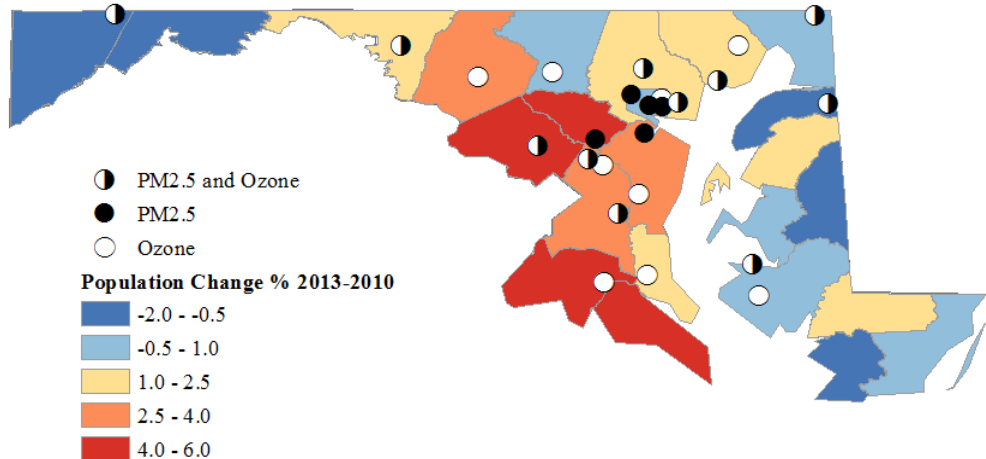 PM2.5 and Ozone
PM2.5
Ozone
Population Change % 2013-2010
-2.0 - -0.5
-0.5 - 1.0
1.0 - 2.5
2.5 - 4.0
4.0 - 6.0